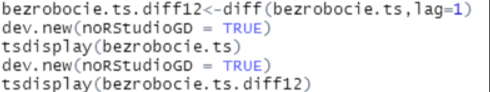 bezrobocie.ts.diff12<-diff(bezrobocie.ts,lag=1)
dev.new(noRStudioGD = TRUE)
tsdisplay(bezrobocie.ts)
dev.new(noRStudioGD = TRUE)
tsdisplay(bezrobocie.ts.diff12)